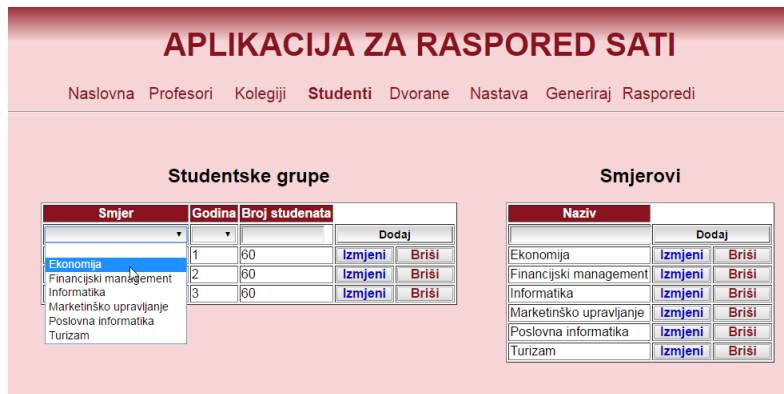 APLIKACIJA ZA RASPORED SATI
Naslovna Profesori Kolegiji Studenti Dvorane Nastava Generiraj Rasporedi
Studentske grupe
Smjer Godina Broj studenata
Dodaj
1 60 Izmjeni Briši
2 60 Izmjeni Briši
3 60 Izmjeni Briši
Ekonomija
Financijski management
Informatika
Marketinško upravljanje
Poslovna informatika
Turizam
Smjerovi
Naziv
Dodaj
Ekonomija Izmjeni Briši
Financijski management Izmjeni Briši
Informatika Izmjeni Briši
Marketinško upravljanje Izmjeni Briši
Poslovna informatika Izmjeni Briši
Turizam Izmjeni Briši